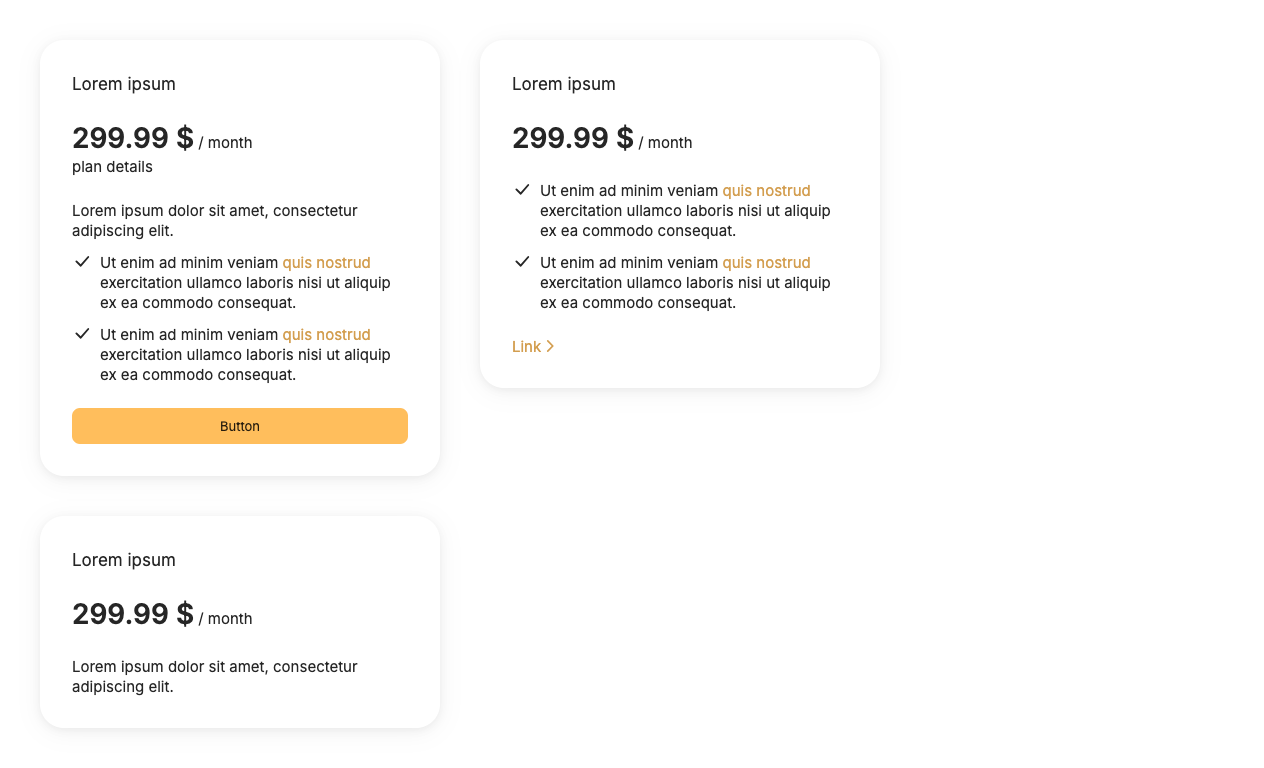 Lorem ipsum
299.99 $ / month
plan details
Lorem ipsum dolor sit amet, consectetur
adipiscing elit.
Ut enim ad minim veniam quis nostrud
exercitation ullamco laboris nisi ut aliquip
ex ea commodo consequat.
Ut enim ad minim veniam quis nostrud
exercitation ullamco laboris nisi ut aliquip
ex ea commodo consequat.
Button
Lorem ipsum
299.99 $ / month
Ut enim ad minim veniam quis nostrud
exercitation ullamco laboris nisi ut aliquip
ex ea commodo consequat.
Ut enim ad minim veniam quis nostrud
exercitation ullamco laboris nisi ut aliquip
ex ea commodo consequat.
Link
Lorem ipsum
299.99 $ / month
Lorem ipsum dolor sit amet, consectetur
adipiscing elit.